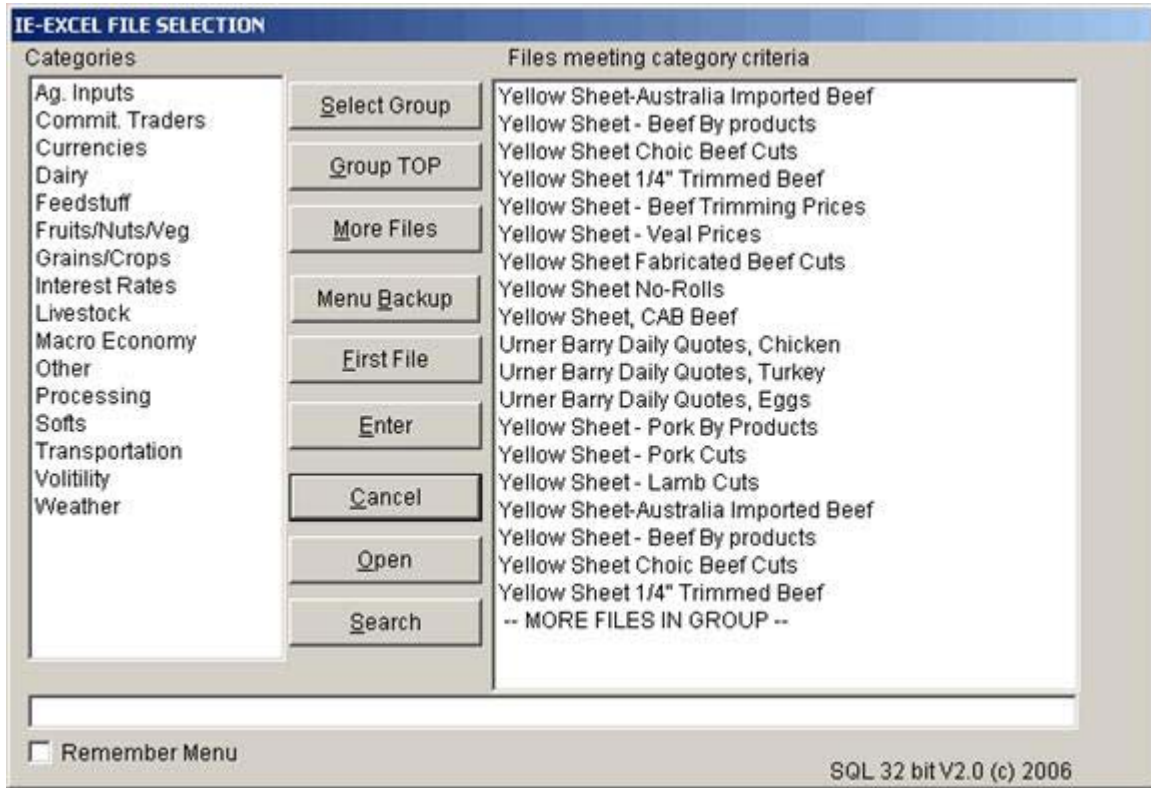 IE-EXCEL FILE SELECTION
Categories
Ag. Inputs
Commit. Traders
Currencies
Dairy
Feedstuff
Fruits/Nuts/Veg
Grains/Crops
Interest Rates
Livestock
Macro Economy
Other
Processing
Softs
Transportation
Volitility
Weather
Select Group
Group TOP
More Files
Menu Backup
First File
Enter
Cancel
Open
Search
Files meeting category criteria
Yellow Sheet-Australia Imported Beef
Yellow Sheet - Beef By products
Yellow Sheet Choic Beef Cuts
Yellow Sheet 1/4" Trimmed Beef
Yellow Sheet - Beef Trimming Prices
Yellow Sheet - Veal Prices
Yellow Sheet Fabricated Beef Cuts
Yellow Sheet No-Rolls
Yellow Sheet, CAB Beef
Urner Barry Daily Quotes, Chicken
Urner Barry Daily Quotes, Turkey
Urner Barry Daily Quotes, Eggs
Yellow Sheet - Pork By Products
Yellow Sheet - Pork Cuts
Yellow Sheet - Lamb Cuts
Yellow Sheet-Australia Imported Beef
Yellow Sheet - Beef By products
Yellow Sheet Choic Beef Cuts
Yellow Sheet 1/4" Trimmed Beef
-- MORE FILES IN GROUP --
Remember Menu
SQL 32 bit V2.0 (c) 2006